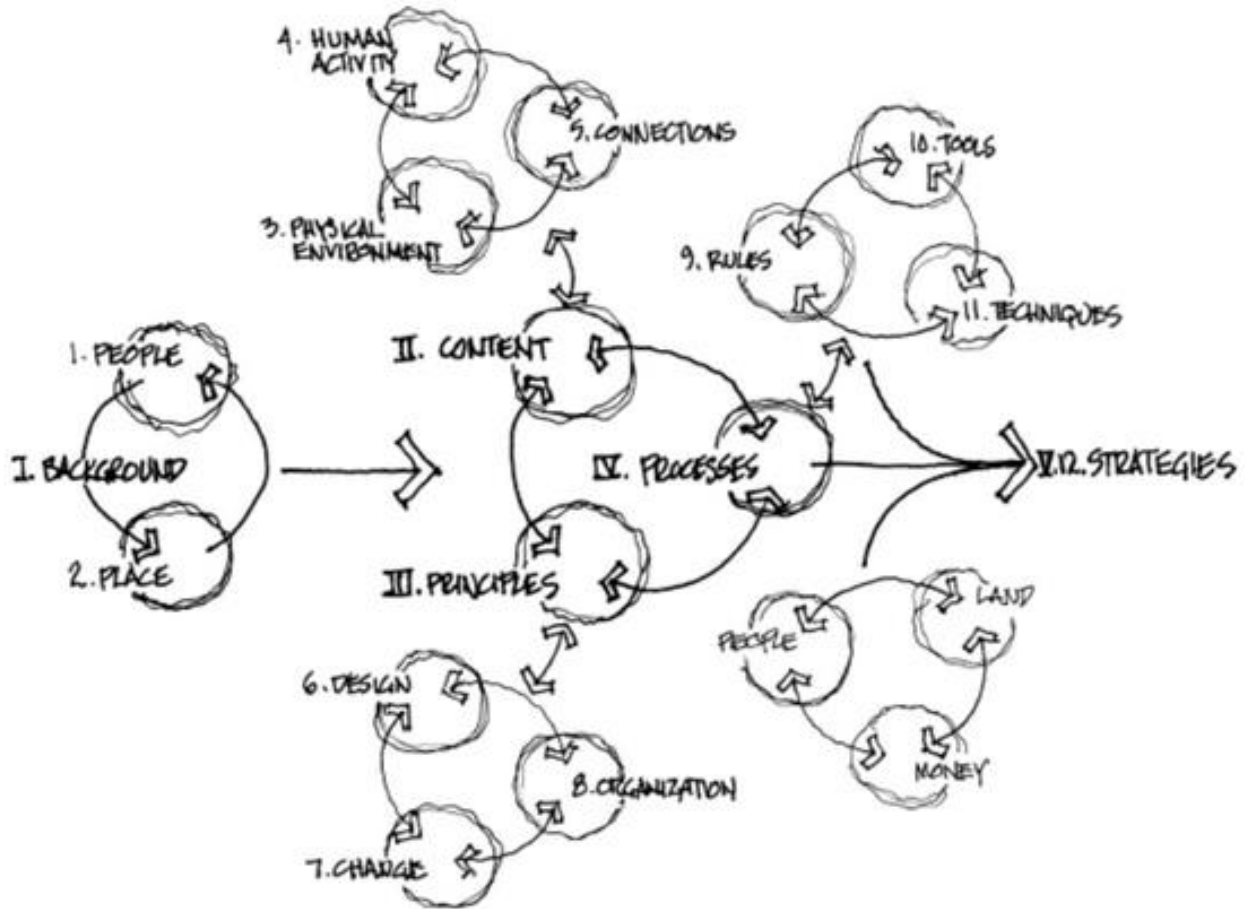 4. HUMAN
ACTIVITY
5. CONNECTIONS
3. PHYSICAL
ENVIRONMENT
10. TOOLS
9. RULES
11. TECHNIQUES
1. PEOPLE
I. BACKGROUND
2. PLACE
II. CONTENT
IV. PROCESSES
III. PRINCIPLES
V.12. STRATEGIES
6. DESIGN
8. ORGANIZATION
7. CHANGE
PEOPLE
LAND
MONEY